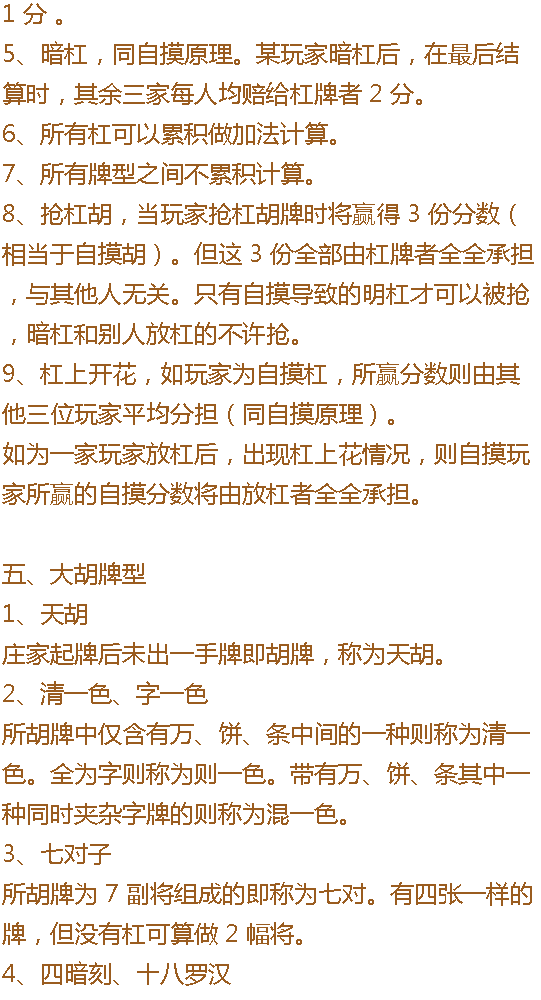 1 分 。
5、暗杠，同自摸原理。某玩家暗杠后，在最后结
算时，其余三家每人均赔给杠牌者 2 分。
6、所有杠可以累积做加法计算。
7、所有牌型之间不累积计算。
8、抢杠胡，当玩家抢杠胡牌时将赢得 3 份分数（
相当于自摸胡）。但这 3 份全部由杠牌者全全承担
，与其他人无关。只有自摸导致的明杠才可以被抢
，暗杠和别人放杠的不许抢。
9、杠上开花，如玩家为自摸杠，所赢分数则由其
他三位玩家平均分担（同自摸原理）。
如为一家玩家放杠后，出现杠上花情况，则自摸玩
家所赢的自摸分数将由放杠者全全承担。
五、大胡牌型
1、天胡
庄家起牌后未出一手牌即胡牌，称为天胡。
2、清一色、字一色
所胡牌中仅含有万、饼、条中间的一种则称为清一
色。全为字则称为则一色。带有万、饼、条其中一
种同时夹杂字牌的则称为混一色。
3、七对子
所胡牌为 7 副将组成的即称为七对。有四张一样的
牌，但没有杠可算做 2 幅将。
4、四暗刻、十八罗汉